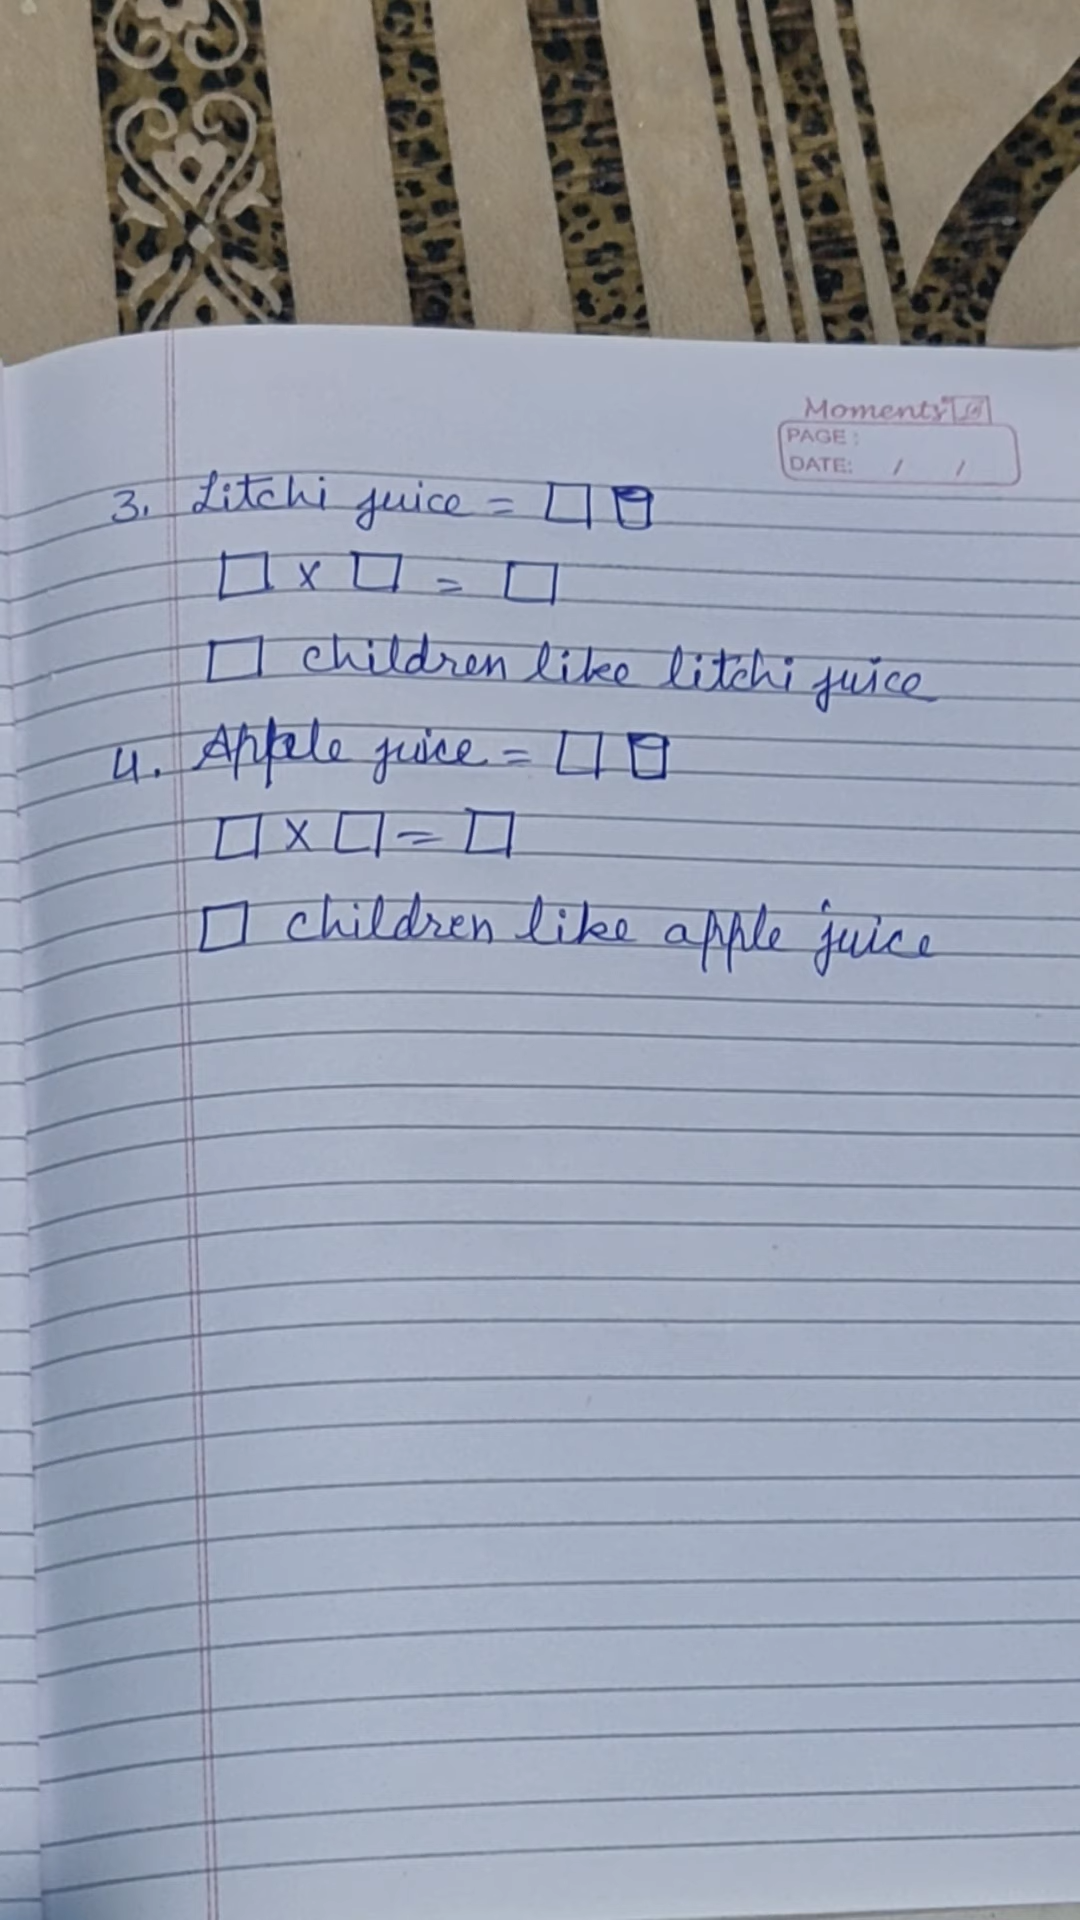 Moments
PAGE:
DATE: / /
3. Litchi juice = □ 🥛
□ x □ = □
□ children like litchi juice
4. Apple juice = □ 🥛
□ x □ = □
□ children like apple juice